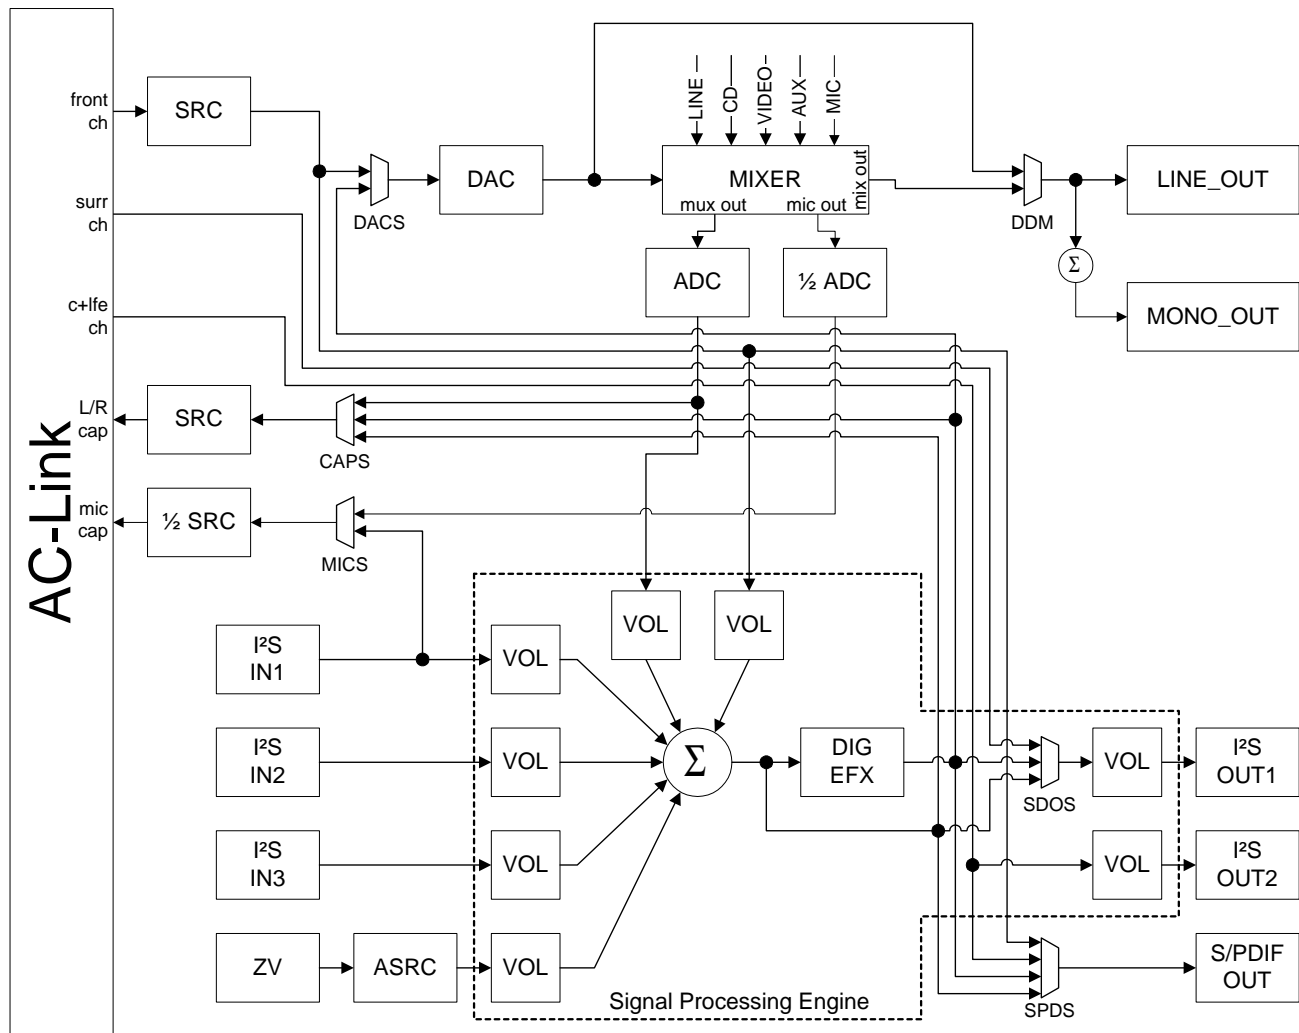 AC-Link
front
ch
SRC
surr
ch
c+lfe
ch
L/R
cap
SRC
mic
cap
½ SRC
DACS
DAC
LINE
CD
VIDEO
AUX
MIC
MIXER
mix out
mux out
mic out
DDM
LINE_OUT
Σ
MONO_OUT
ADC
½ ADC
CAPS
MICS
VOL
VOL
I²S
IN1
VOL
I²S
IN2
VOL
Σ
DIG
EFX
SDOS
VOL
I²S
OUT1
I²S
IN3
VOL
VOL
I²S
OUT2
ZV
ASRC
VOL
Signal Processing Engine
SPDS
S/PDIF
OUT